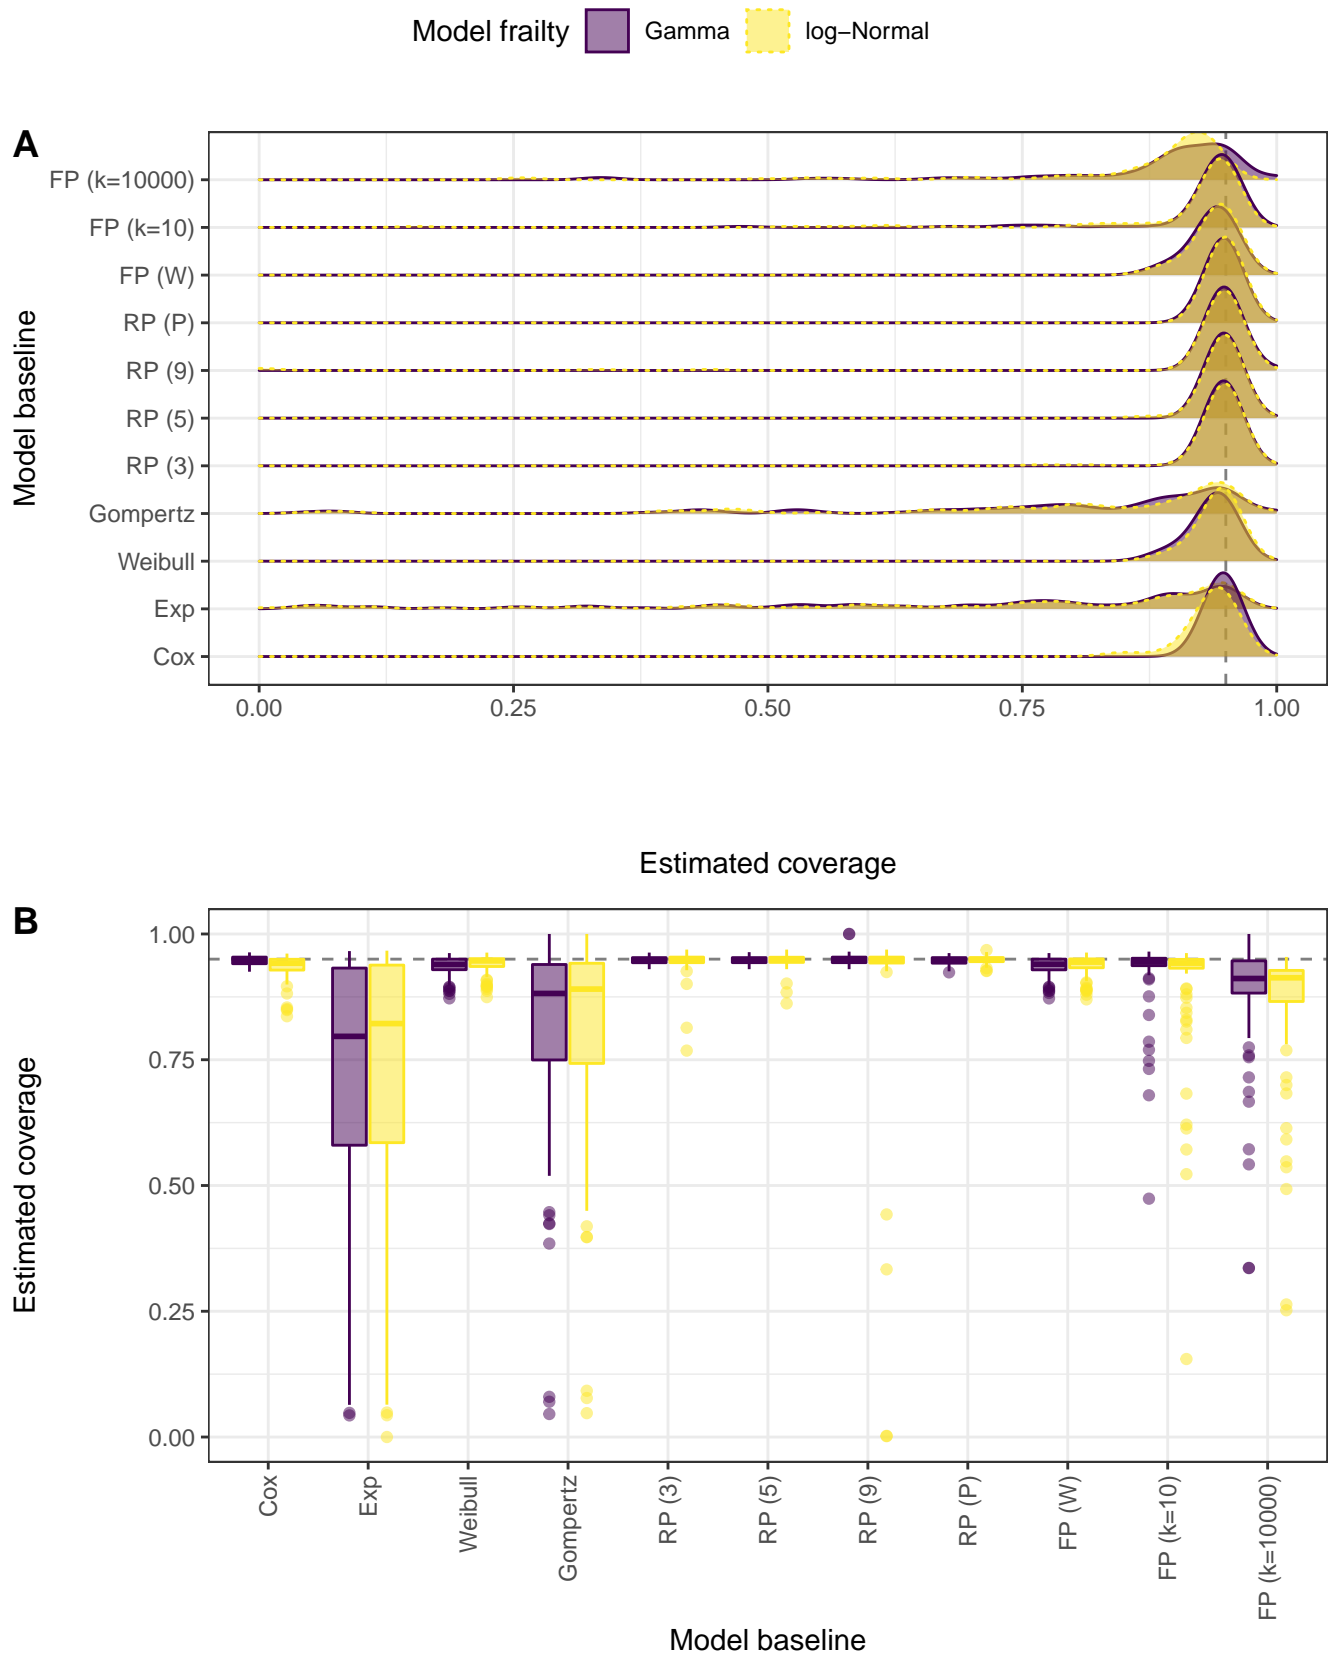 Model frailty Gamma log−Normal
A
Model baseline
FP (k=10000)
FP (k=10)
FP (W)
RP (P)
RP (9)
RP (5)
RP (3)
Gompertz
Weibull
Exp
Cox
0.00 0.25 0.50 0.75 1.00
Estimated coverage
B
Estimated coverage
1.00
0.75
0.50
0.25
0.00
Cox
Exp
Weibull
Gompertz
RP (3)
RP (5)
RP (9)
RP (P)
FP (W)
FP (k=10)
FP (k=10000)
Model baseline